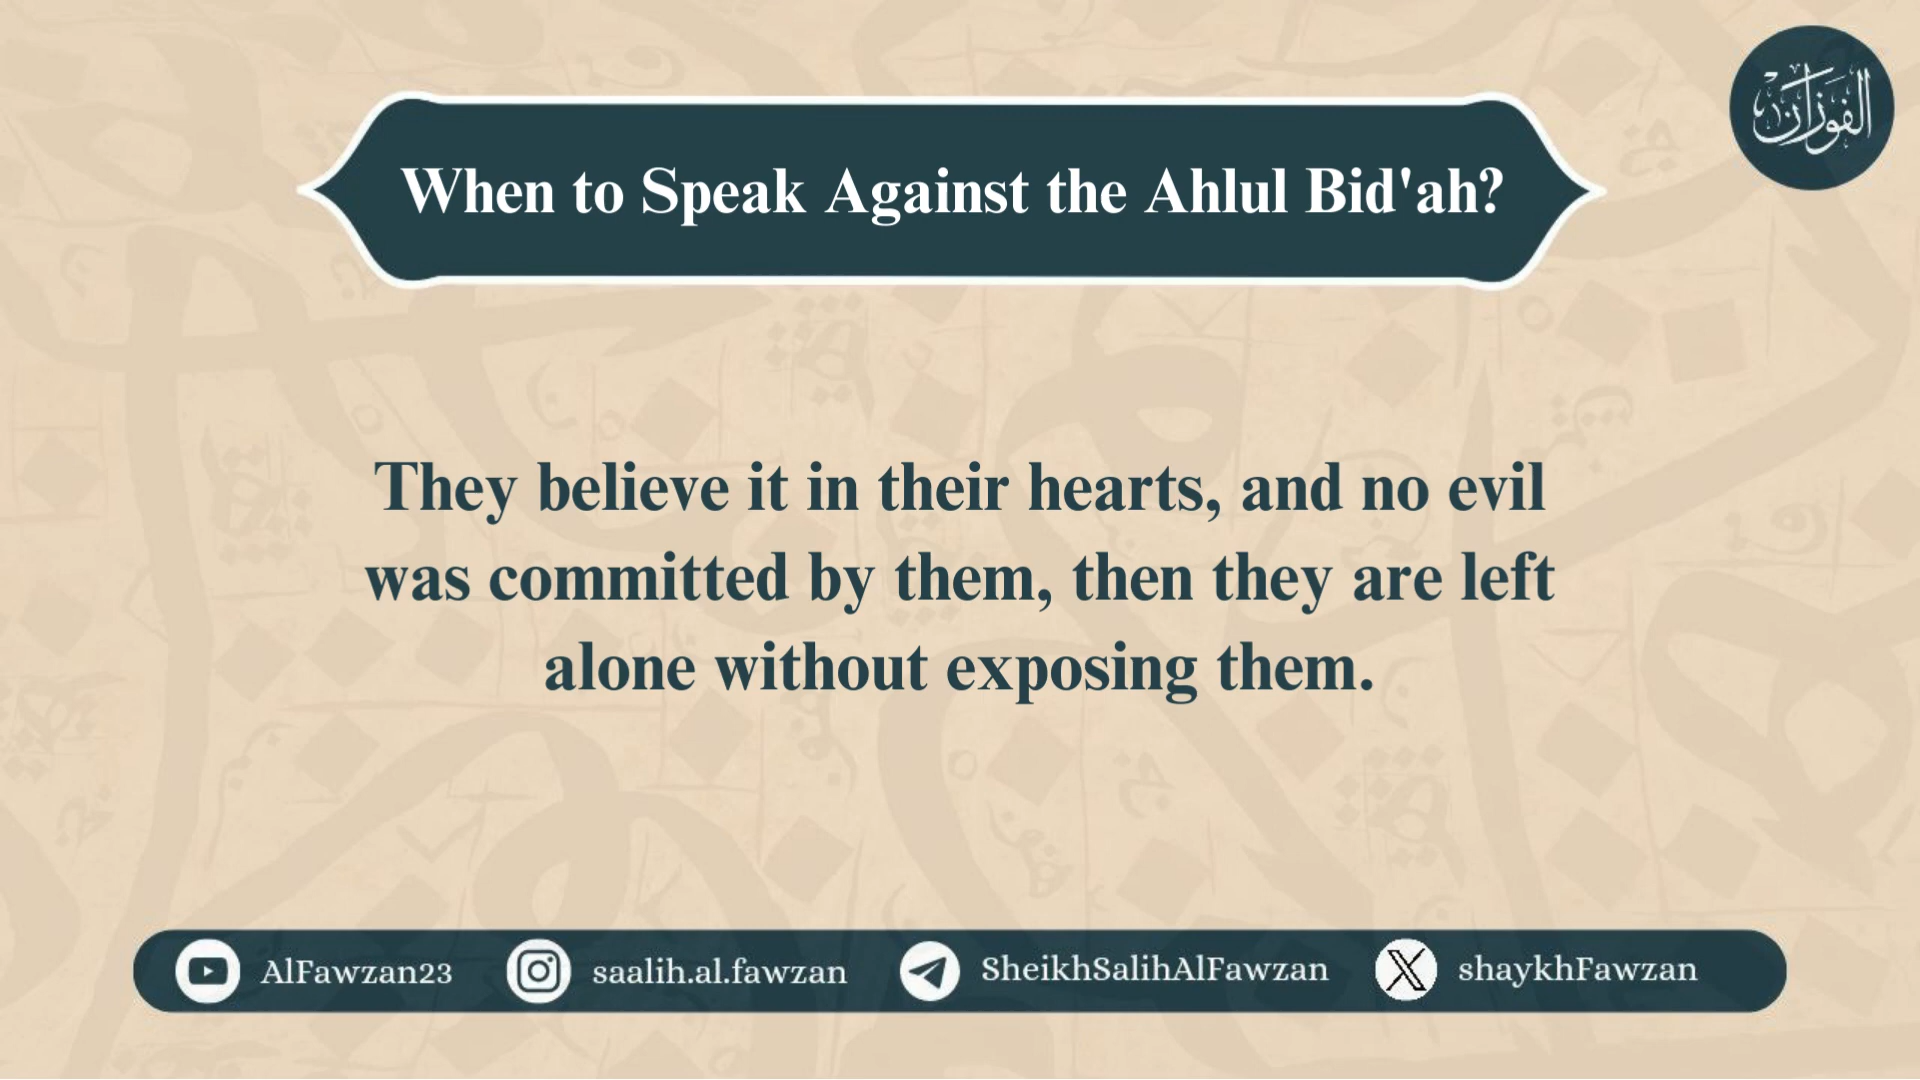 الفوزان
When to Speak Against the Ahlul Bid'ah?
They believe it in their hearts, and no evil
was committed by them, then they are left
alone without exposing them.
AlFawzan23
saalih.al.fawzan
SheikhSalihAlFawzan
shaykhFawzan